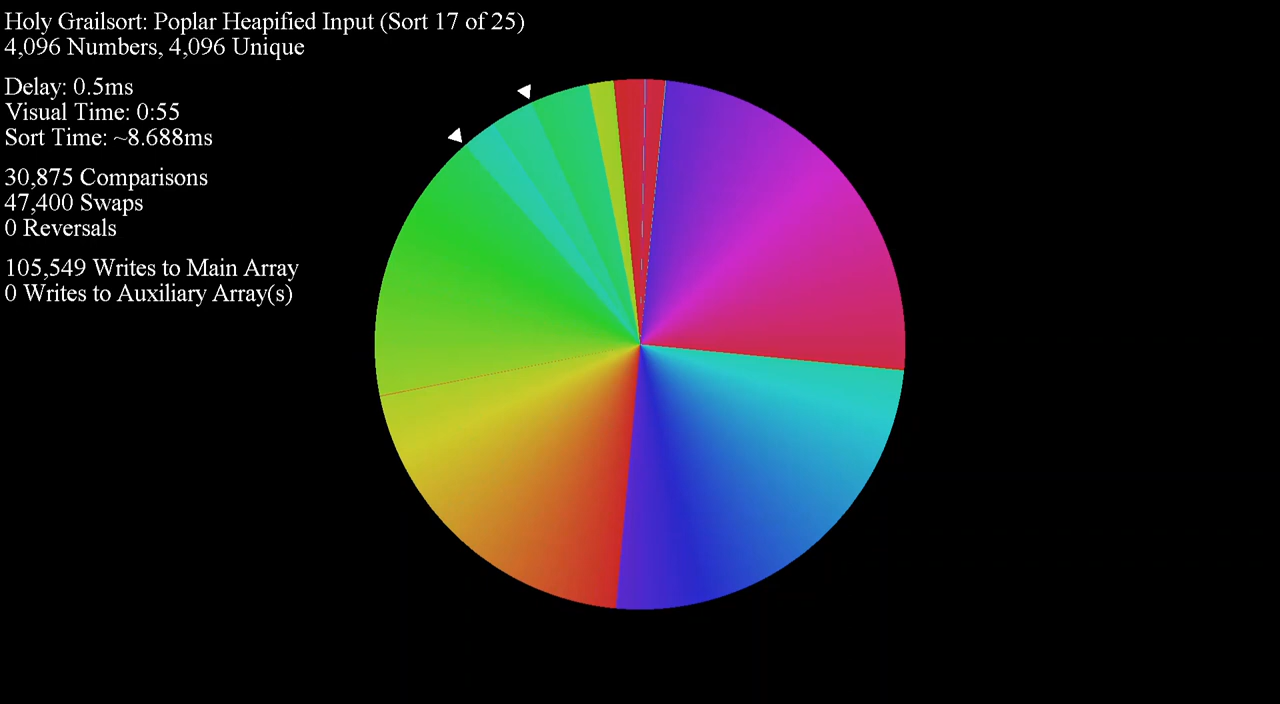 Holy Grailsort: Poplar Heapified Input (Sort 17 of 25)
4,096 Numbers, 4,096 Unique
Delay: 0.5ms
Visual Time: 0:55
Sort Time: ~8.688ms
30,875 Comparisons
47,400 Swaps
0 Reversals
105,549 Writes to Main Array
0 Writes to Auxiliary Array(s)